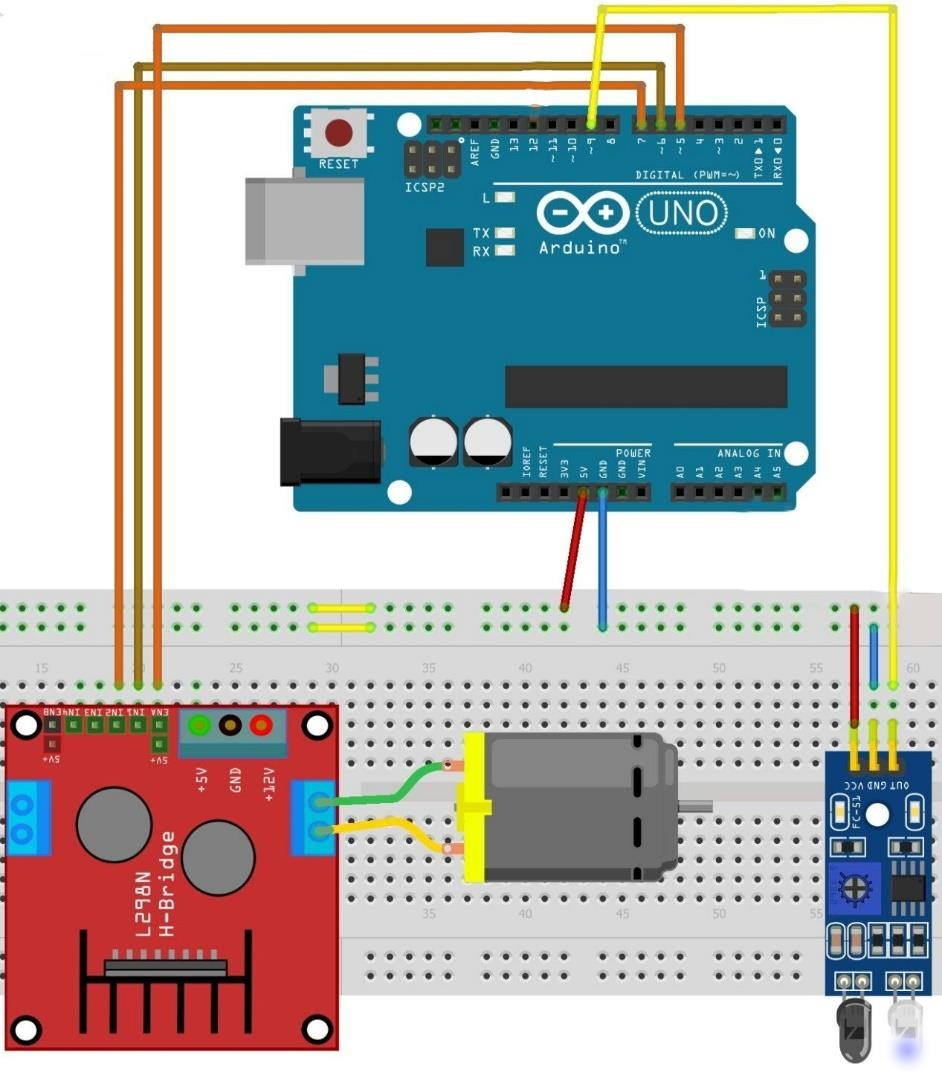 RESET
ICSP2
AREF
GND
13
12
~11
~10
~9
8
7
~6
~5
4
~3
2
TX0▶1
RX0◀0
DIGITAL (PWM=~)
L
TX
RX
UNO
Arduino™
ON
1
ICSP
IOREF
RESET
3V3
5V
GND
GND
VIN
POWER
ANALOG IN
A0
A1
A2
A3
A4
A5
15
25
30
35
40
45
50
55
60
ENB
IN4
IN3
IN2
IN1
ENA
5V+
5V+
+5V
GND
+12V
L298N
H-Bridge
OUT GND VCC
FC-51
35
40
45
50
55